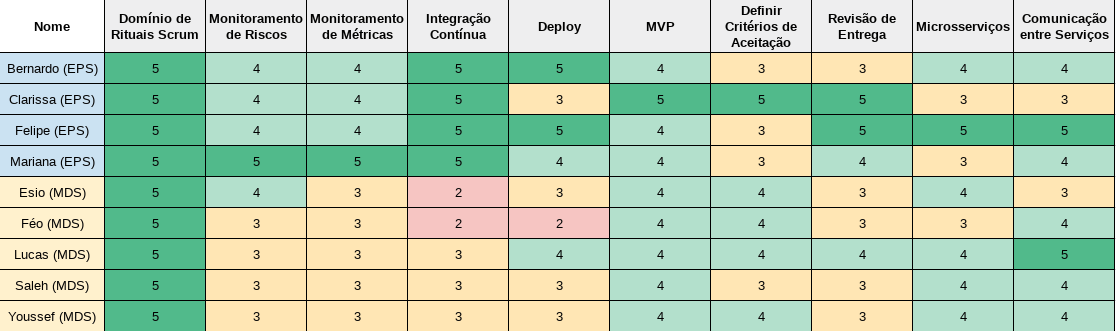 Nome Domínio de Rituais Scrum Monitoramento de Riscos Monitoramento de Métricas Integração Contínua Deploy MVP Definir Critérios de Aceitação Revisão de Entrega Microsserviços Comunicação entre Serviços
Bernardo (EPS) 5 4 4 5 5 4 3 3 4 4
Clarissa (EPS) 5 4 4 5 3 5 5 5 3 3
Felipe (EPS) 5 4 4 5 5 4 3 5 5 5
Mariana (EPS) 5 5 5 5 4 4 3 4 3 4
Esio (MDS) 5 4 3 2 3 4 4 3 4 3
Féo (MDS) 5 3 3 2 2 4 4 3 3 4
Lucas (MDS) 5 3 3 3 4 4 4 4 4 5
Saleh (MDS) 5 3 3 3 3 4 3 3 4 4
Youssef (MDS) 5 3 3 3 3 4 4 3 4 4